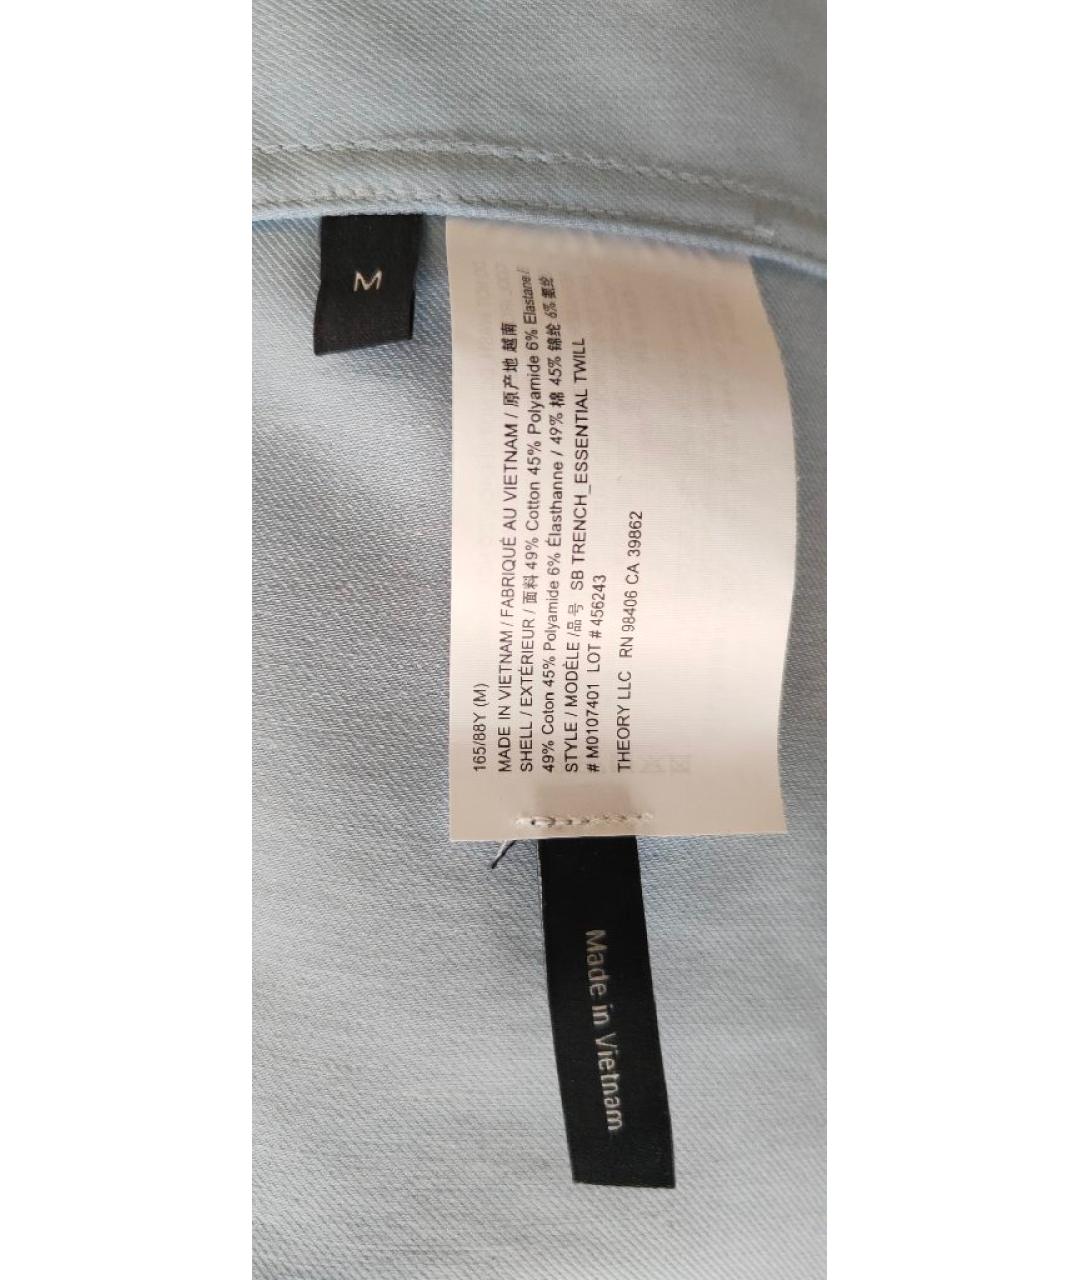 M
165/88Y (M)
MADE IN VIETNAM / FABRIQUÉ AU VIETNAM / 原产地 越南
SHELL / EXTÉRIEUR / 面料 49% Cotton 45% Polyamide 6% Elastane /
49% Coton 45% Polyamide 6% Élasthanne / 49% 棉 45% 锦纶 6% 氨纶
STYLE / MODÈLE /品号 SB TRENCH_ESSENTIAL TWILL
# M0107401 LOT # 456243
THEORY LLC RN 98406 CA 39862
Made in Vietnam